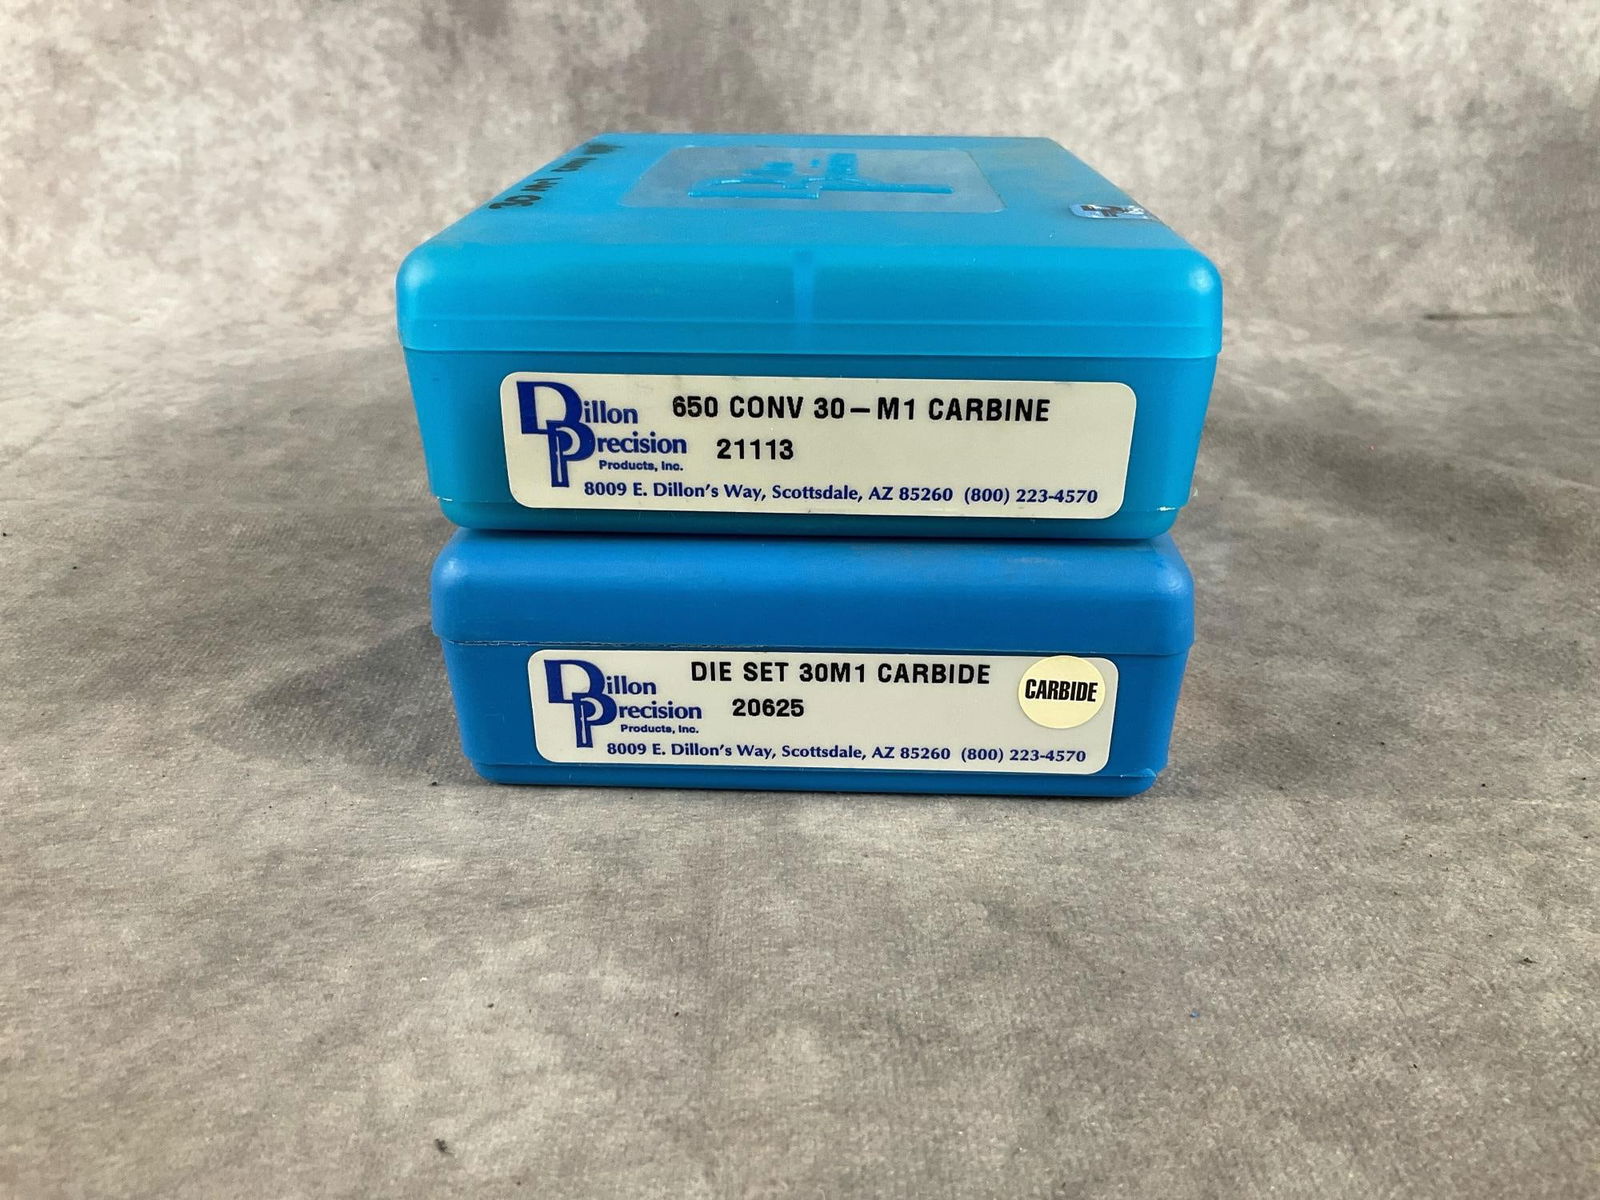 30 M1
Dillon
Precision
Products, Inc.
650 CONV 30-M1 CARBINE
21113
8009 E. Dillon's Way, Scottsdale, AZ 85260 (800) 223-4570
Dillon
Precision
Products, Inc.
DIE SET 30M1 CARBIDE
20625
CARBIDE
8009 E. Dillon's Way, Scottsdale, AZ 85260 (800) 223-4570